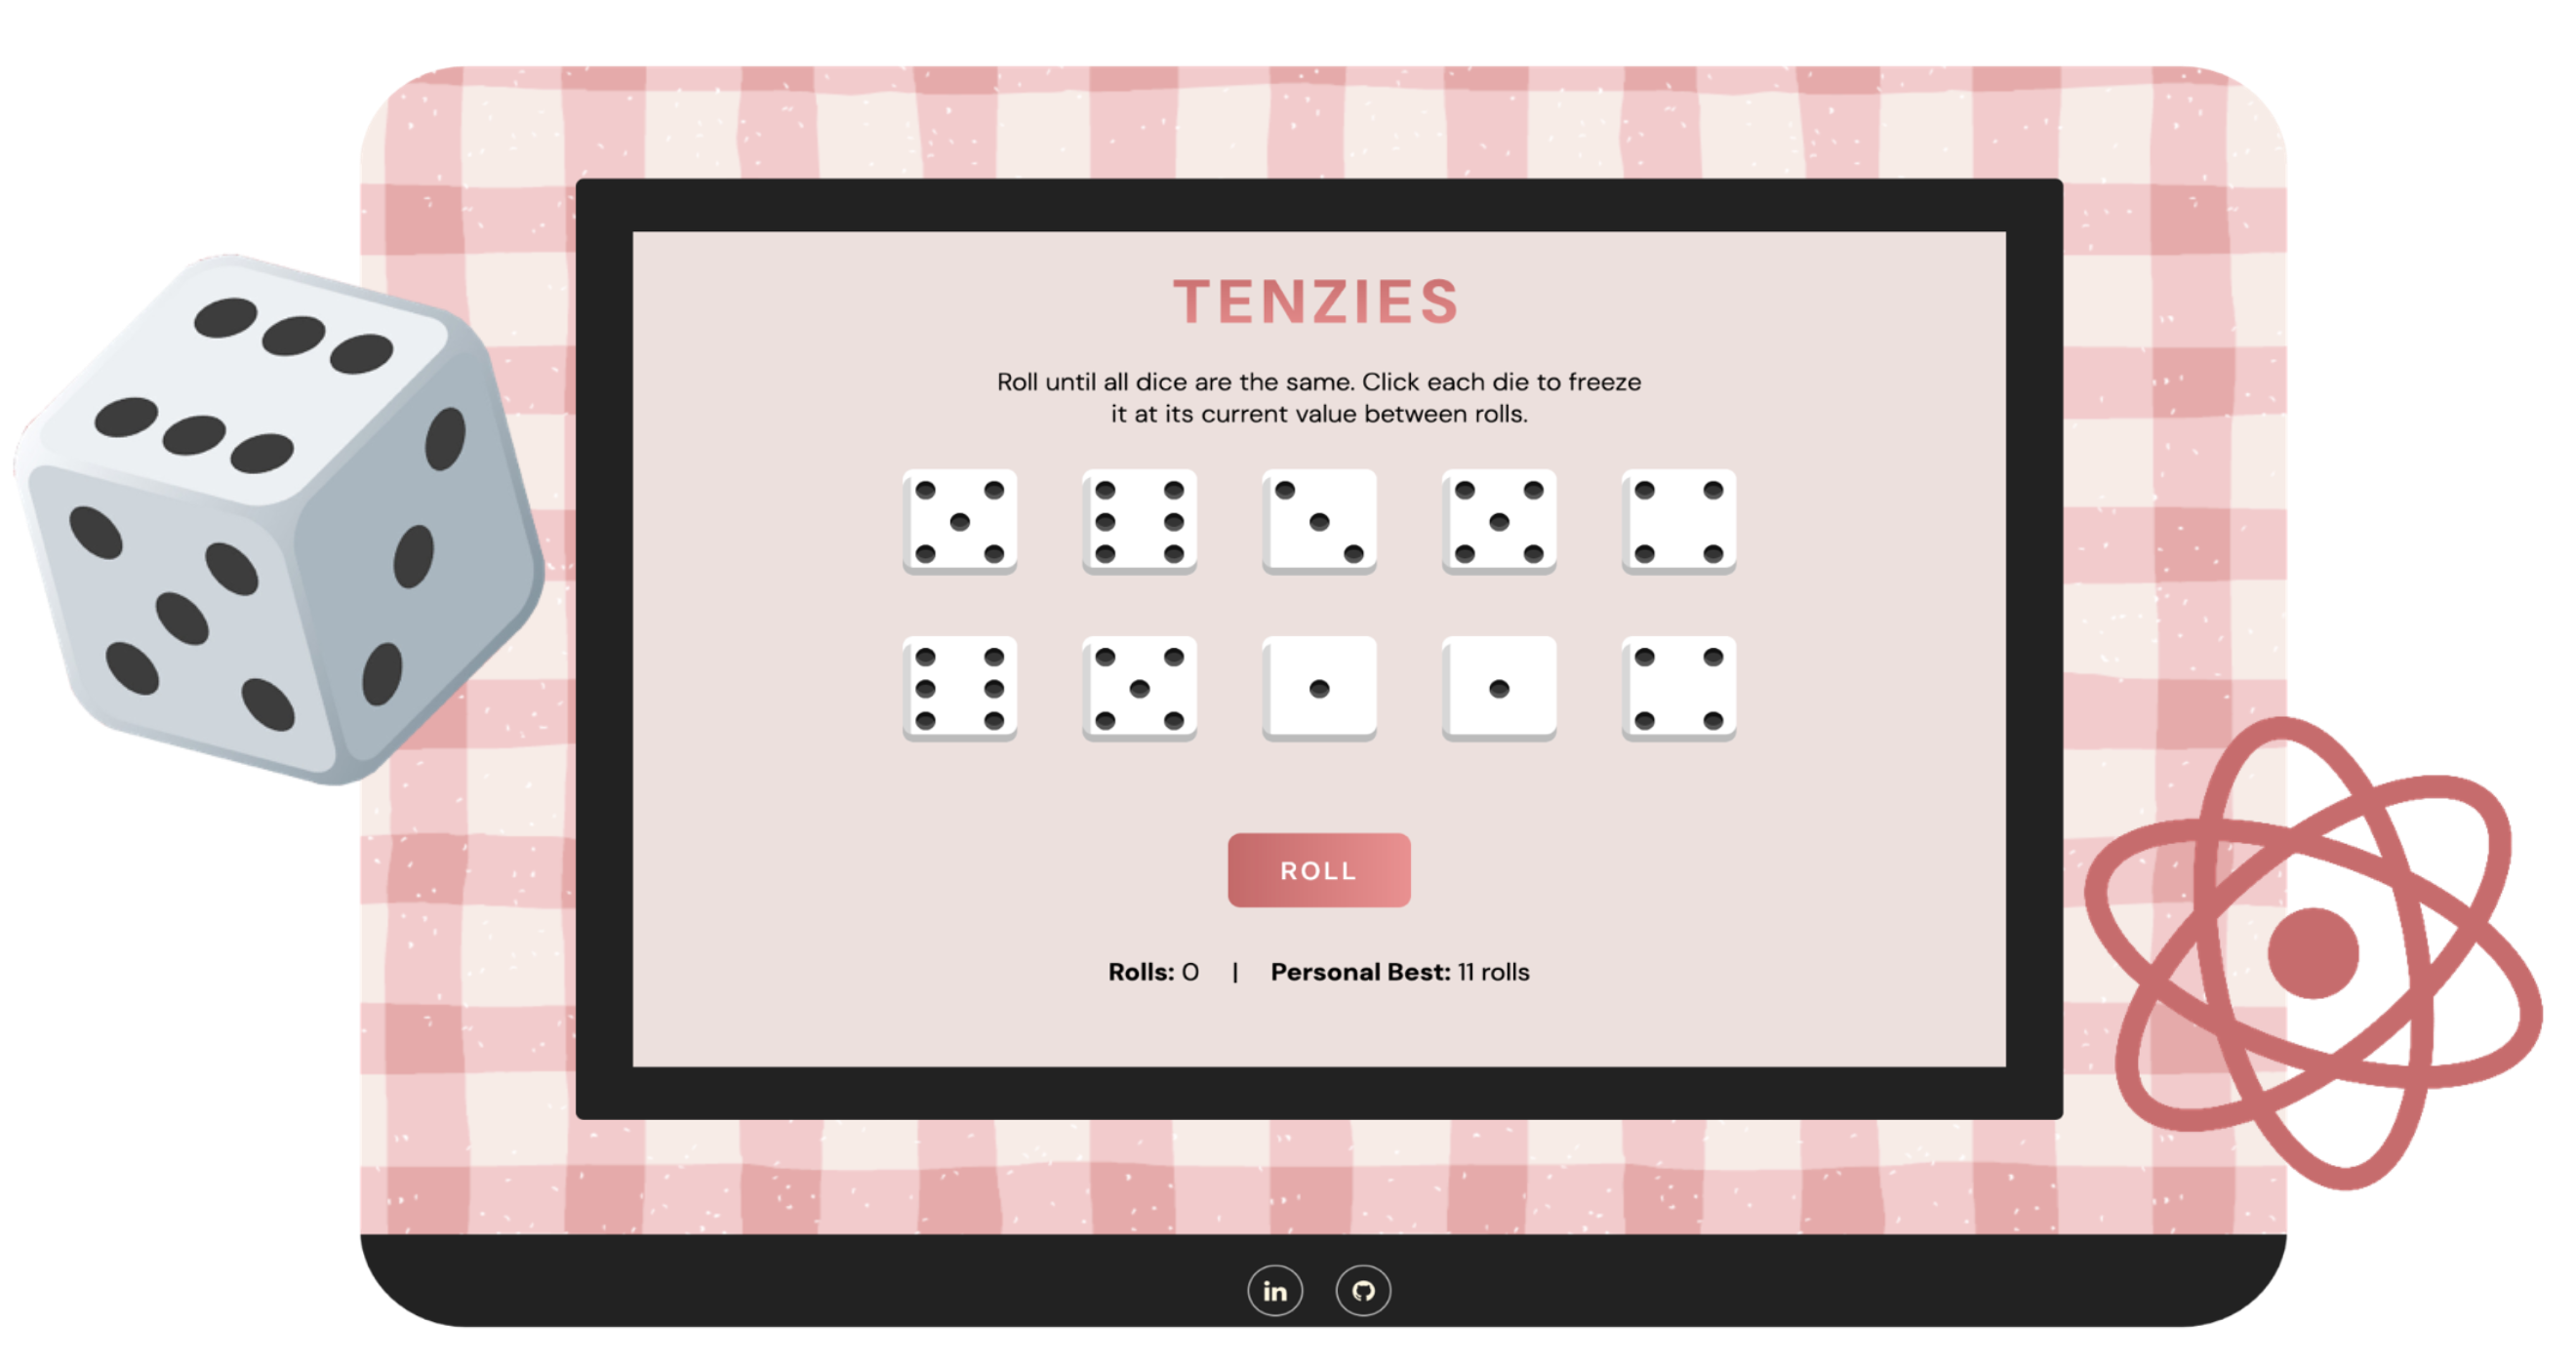 TENZIES
Roll until all dice are the same. Click each die to freeze
it at its current value between rolls.
ROLL
Rolls: 0 | Personal Best: 11 rolls
in